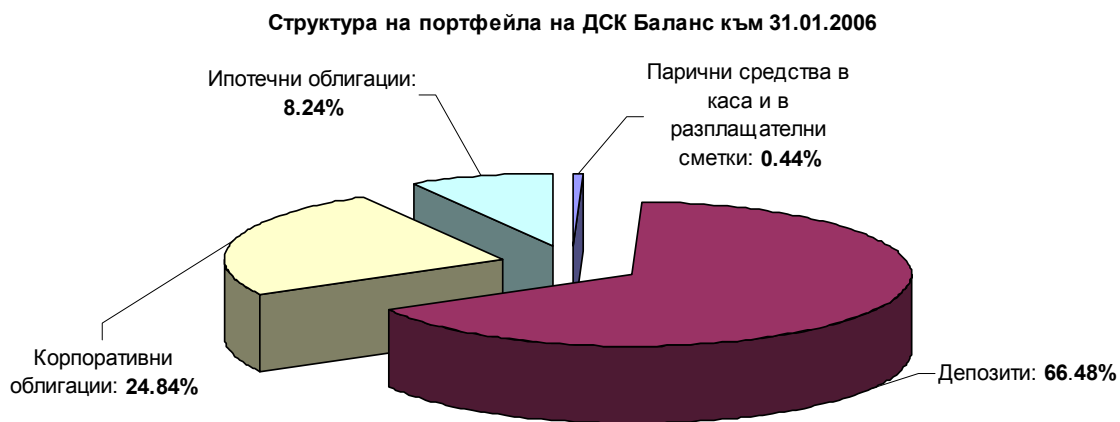 Структура на портфейла на ДСК Баланс към 31.01.2006
Ипотечни облигации:
8.24%
Парични средства в
каса и в
разплащателни
сметки: 0.44%
Корпоративни
облигации: 24.84%
Депозити: 66.48%